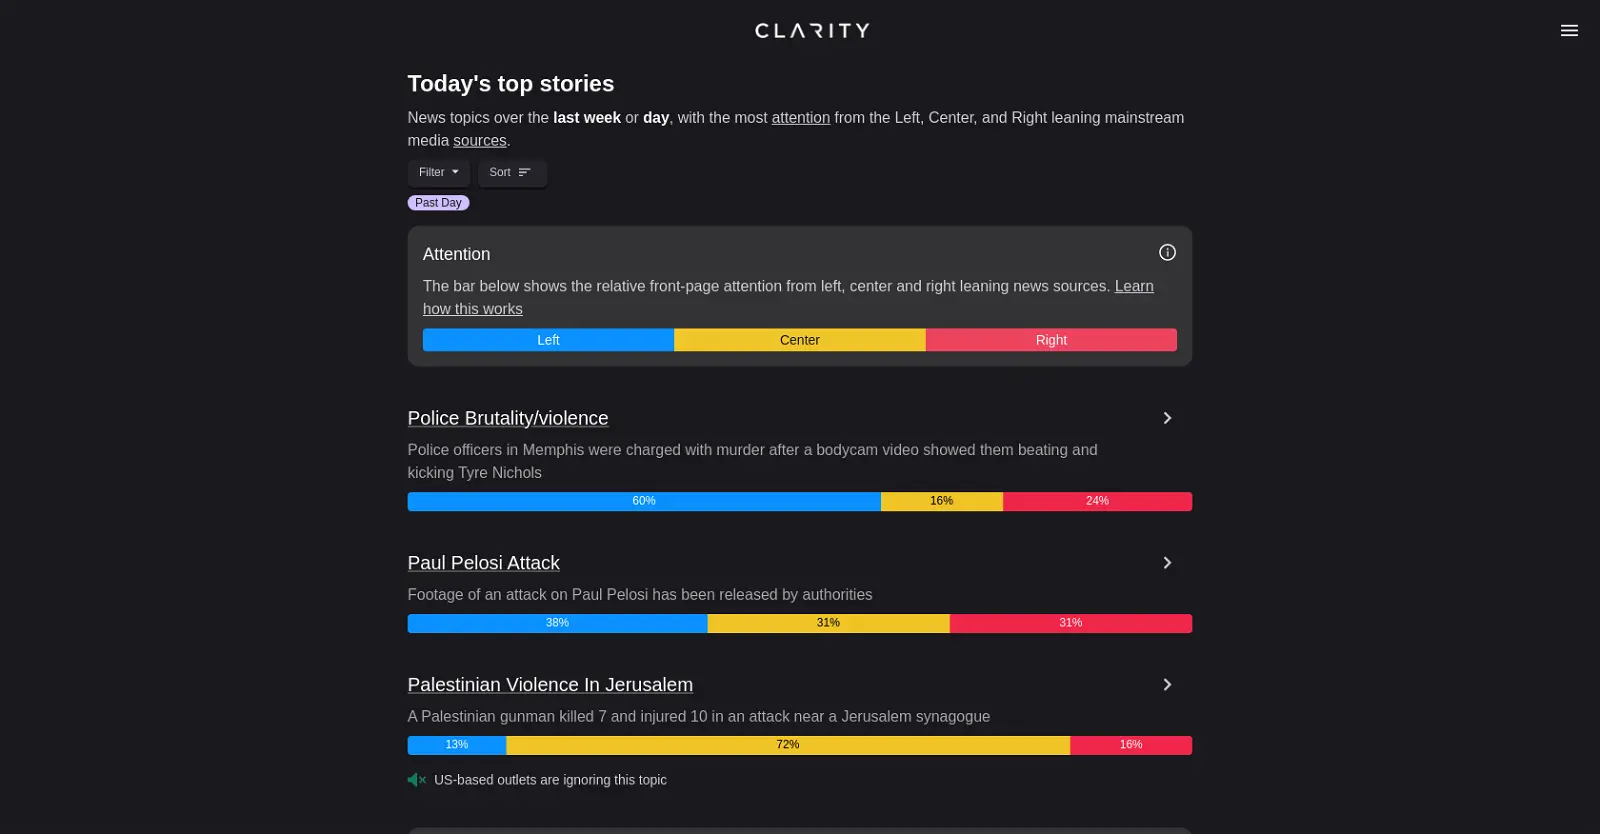 CLARITY
Today's top stories
News topics over the last week or day, with the most attention from the Left, Center, and Right leaning mainstream
media sources.
Filter Sort
Past Day
Attention
The bar below shows the relative front-page attention from left, center and right leaning news sources. Learn
how this works
Left Center Right
Police Brutality/violence
Police officers in Memphis were charged with murder after a bodycam video showed them beating and
kicking Tyre Nichols
60% 16% 24%
Paul Pelosi Attack
Footage of an attack on Paul Pelosi has been released by authorities
38% 31% 31%
Palestinian Violence In Jerusalem
A Palestinian gunman killed 7 and injured 10 in an attack near a Jerusalem synagogue
13% 72% 16%
US-based outlets are ignoring this topic